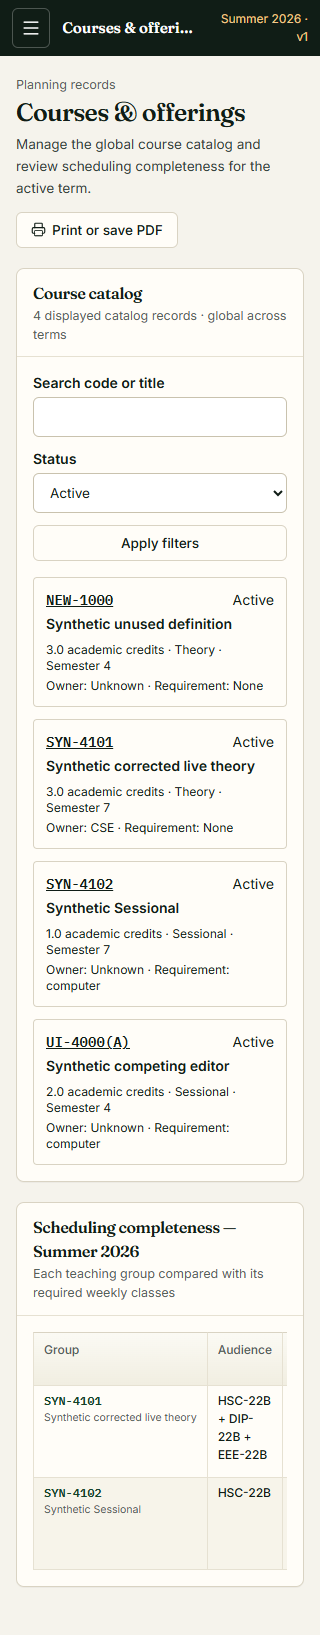 Courses & offeri...
Summer 2026 ·
v1
Planning records
Courses & offerings
Manage the global course catalog and
review scheduling completeness for the
active term.
Print or save PDF
Course catalog
4 displayed catalog records · global across
terms
Search code or title
Status
Active
Apply filters
NEW-1000 Active
Synthetic unused definition
3.0 academic credits · Theory ·
Semester 4
Owner: Unknown · Requirement: None
SYN-4101 Active
Synthetic corrected live theory
3.0 academic credits · Theory ·
Semester 7
Owner: CSE · Requirement: None
SYN-4102 Active
Synthetic Sessional
1.0 academic credits · Sessional ·
Semester 7
Owner: Unknown · Requirement:
computer
UI-4000(A) Active
Synthetic competing editor
2.0 academic credits · Sessional ·
Semester 4
Owner: Unknown · Requirement:
computer
Scheduling completeness —
Summer 2026
Each teaching group compared with its
required weekly classes
Group Audience
SYN-4101
Synthetic corrected live theory
HSC-22B
+ DIP-
22B +
EEE-22B
SYN-4102 HSC-22B
Synthetic Sessional